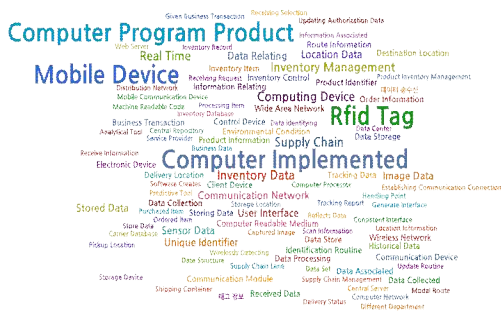 Given Business Transaction
Receiving Selection
Updating Authorization Data
Computer Program Product
Information Associated
Web Server
Inventory Record
Route Information
Real Time
Data Relating
Location Data
Destination Location
Mobile Device
Inventory Item
Inventory Management
Distribution Network
Receiving Request
Inventory Control
Product Identifier
Product Inventory Management
Information Relating
Mobile Communication Device
Computing Device
Order Information
데이터 송수신
Machine Readable Code
Processing Item
Wide Area Network
Rfid Tag
Inventory Database
Business Transaction
Control Device
Data Identifying
Data Center
Analytical Tool
Central Repository
Environmental Condition
Data Storage
Service Provider
Product Information
Supply Chain
Business Data
Receive Information
Computer Implemented
Electronic Device
Delivery Location
Inventory Data
Tracking Data
Image Data
Software Creates
Client Device
Computer Processor
Establishing Communication Connection
Predictive Tool
Communication Network
Handling Point
Stored Data
Data Collection
Storage Location
Tracking Report
Generate Interface
Purchased Item
Storing Data
User Interface
Reflects Data
Consistent Interface
Ordered Item
Computer Readable Medium
Location Information
Store Data
Sensor Data
Captured Image
Scan Information
Carrier Database
Data Store
Wireless Network
Pickup Location
Unique Identifier
Historical Data
Wirelessly Detecting
Identification Routine
Data Structure
Data Processing
Communication Device
Supply Chain Lens
Data Set
Data Associated
Update Routine
Storage Device
Communication Module
Supply Chain Management
Data Collected
Shipping Container
Central Server
Model Route
태그 정보
Received Data
Delivery Status
Computer Network
Different Department